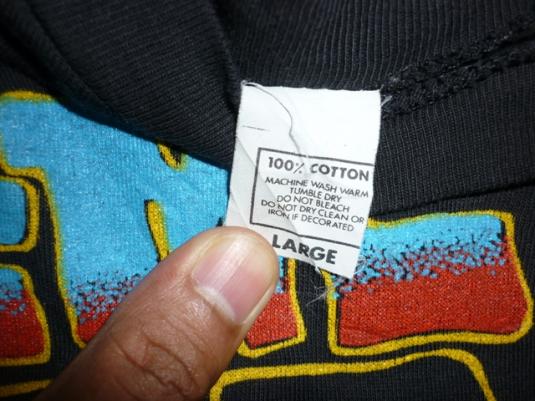 100% COTTON
MACHINE WASH WARM
TUMBLE DRY
DO NOT BLEACH
DO NOT DRY CLEAN OR
IRON IF DECORATED
LARGE